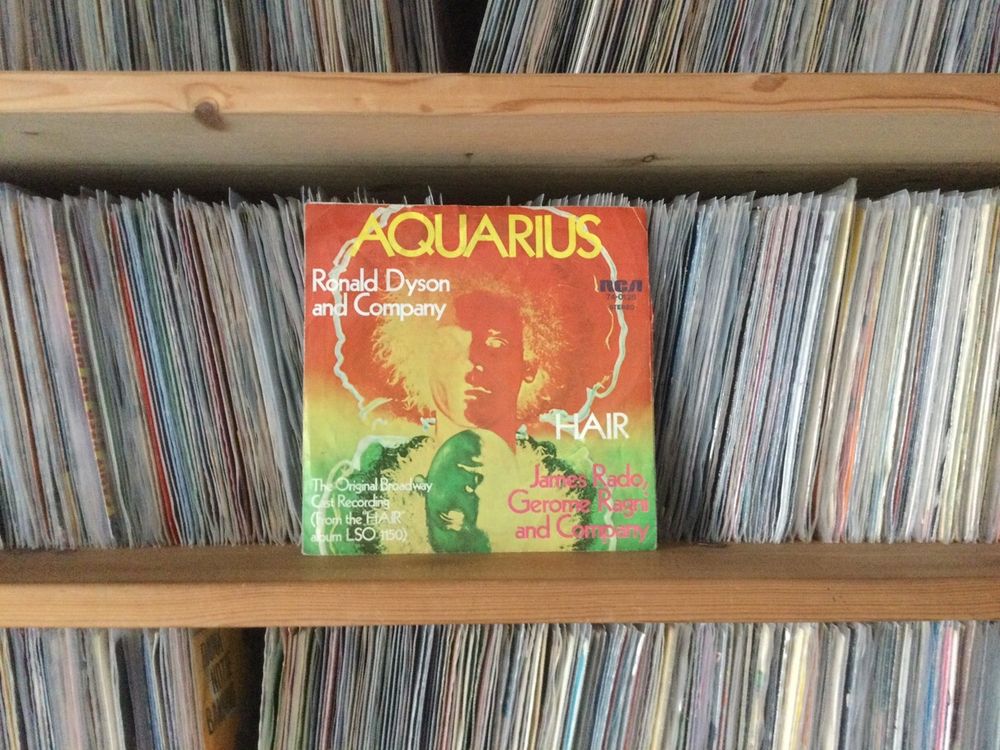 AQUARIUS
Ronald Dyson
and Company
RCA
STEREO
HAIR
The Original Broadway
Cast Recording
(From the "HAIR"
album LSO 1150)
James Rado,
Gerome Ragni
and Company